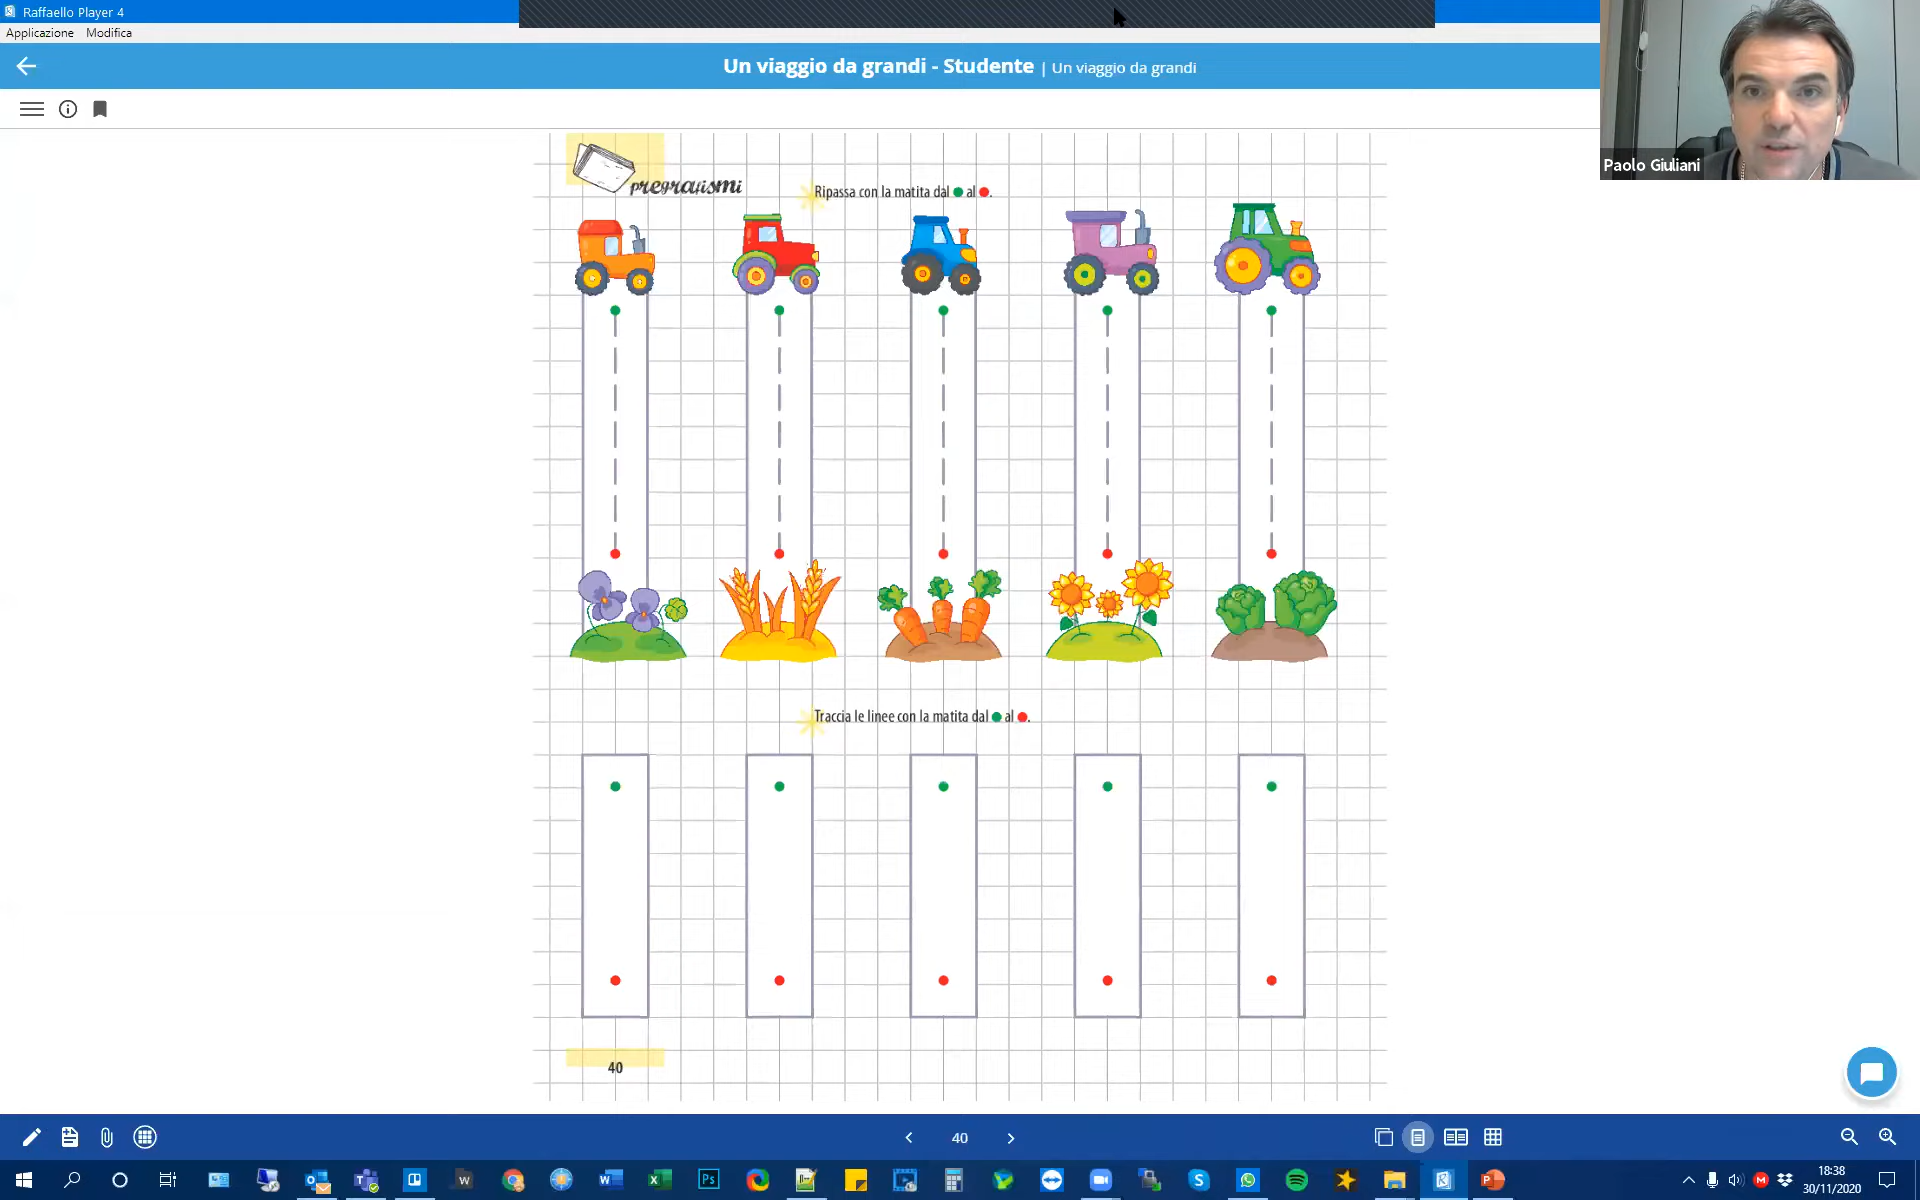 Raffaello Player 4
Applicazione Modifica
Un viaggio da grandi - Studente | Un viaggio da grandi
Paolo Giuliani
pregrafismi
Ripassa con la matita dal al .
Traccia le linee con la matita dal al .
40
40
18:38
30/11/2020